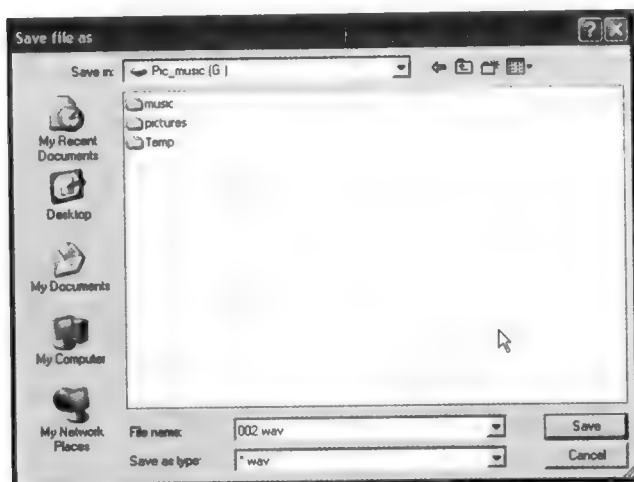 Save file as
Save in:
Pic_music (G:)
music
pictures
Temp
My Recent
Documents
Desktop
My Documents
My Computer
My Network
Places
File name:
002.wav
Save
Save as type:
*.wav
Cancel